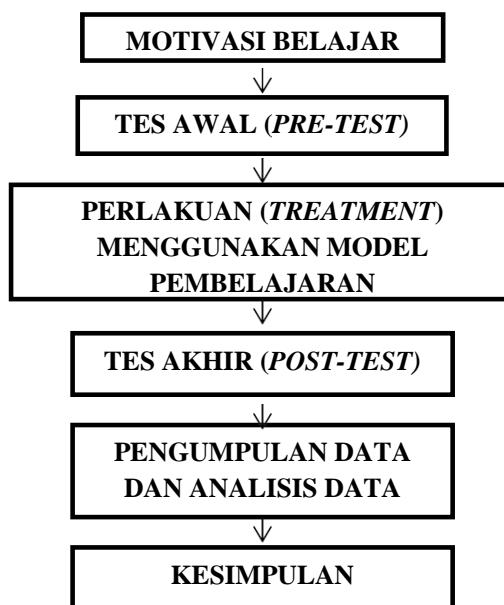 MOTIVASI BELAJAR
TES AWAL (PRE-TEST)
PERLAKUAN (TREATMENT)
MENGGUNAKAN MODEL
PEMBELAJARAN
TES AKHIR (POST-TEST)
PENGUMPULAN DATA
DAN ANALISIS DATA
KESIMPULAN